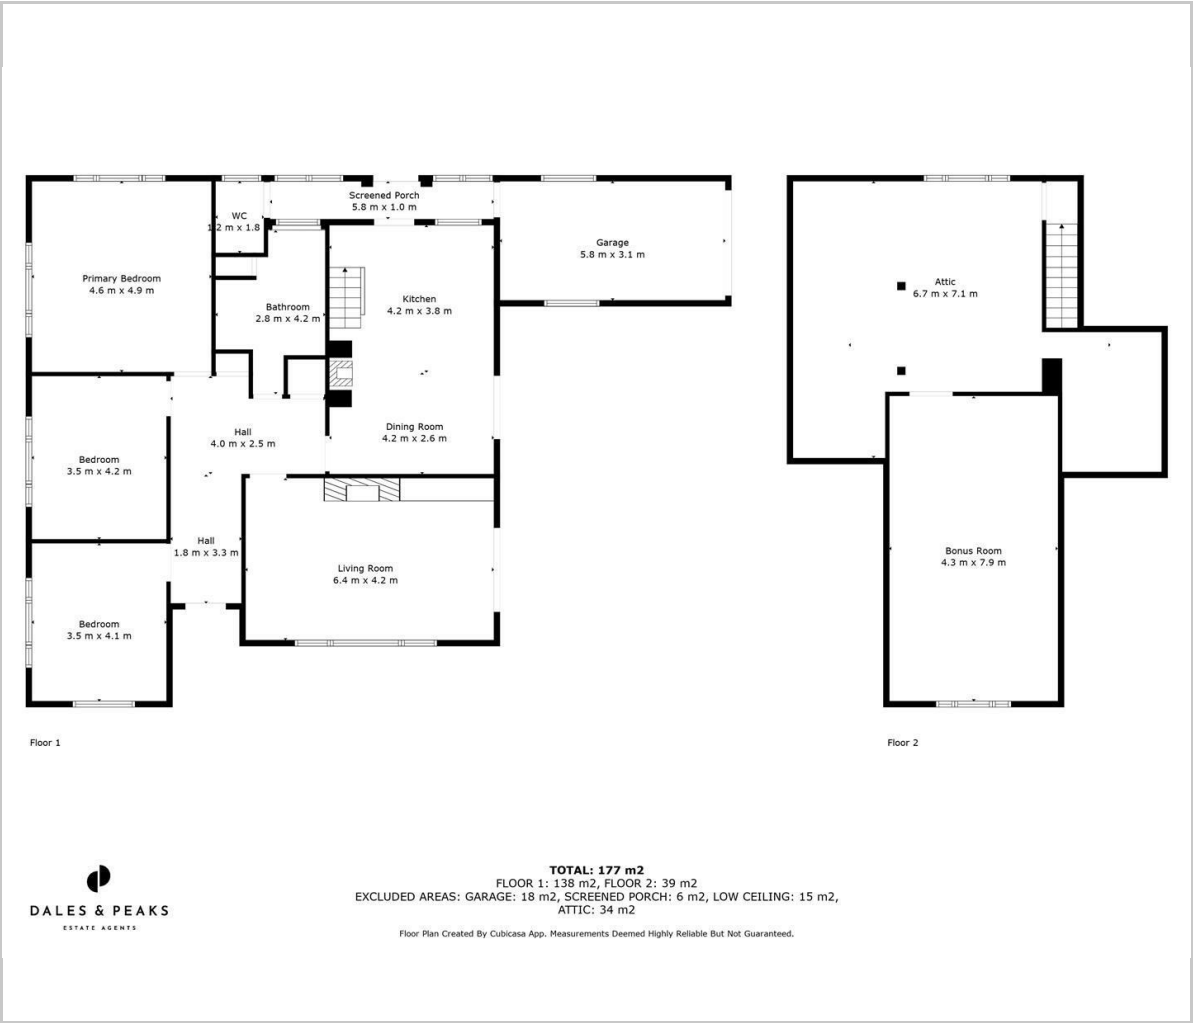 Screened Porch
5.8 m x 1.0 m
WC
1.2 m x 1.8
Garage
5.8 m x 3.1 m
Primary Bedroom
4.6 m x 4.9 m
Bathroom
2.8 m x 4.2 m
Kitchen
4.2 m x 3.8 m
Hall
4.0 m x 2.5 m
Dining Room
4.2 m x 2.6 m
Bedroom
3.5 m x 4.2 m
Hall
1.8 m x 3.3 m
Living Room
6.4 m x 4.2 m
Bedroom
3.5 m x 4.1 m
Floor 1
Attic
6.7 m x 7.1 m
Bonus Room
4.3 m x 7.9 m
Floor 2
TOTAL: 177 m2
FLOOR 1: 138 m2, FLOOR 2: 39 m2
EXCLUDED AREAS: GARAGE: 18 m2, SCREENED PORCH: 6 m2, LOW CEILING: 15 m2,
ATTIC: 34 m2
Floor Plan Created By Cubicasa App. Measurements Deemed Highly Reliable But Not Guaranteed.
DALES & PEAKS
ESTATE AGENTS